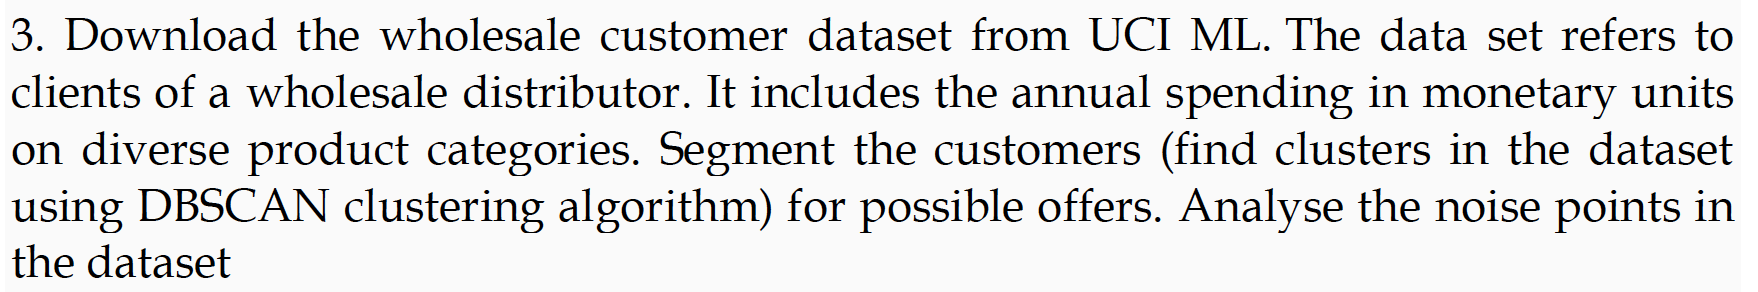 3. Download the wholesale customer dataset from UCI ML. The data set refers to
clients of a wholesale distributor. It includes the annual spending in monetary units
on diverse product categories. Segment the customers (find clusters in the dataset
using DBSCAN clustering algorithm) for possible offers. Analyse the noise points in
the dataset